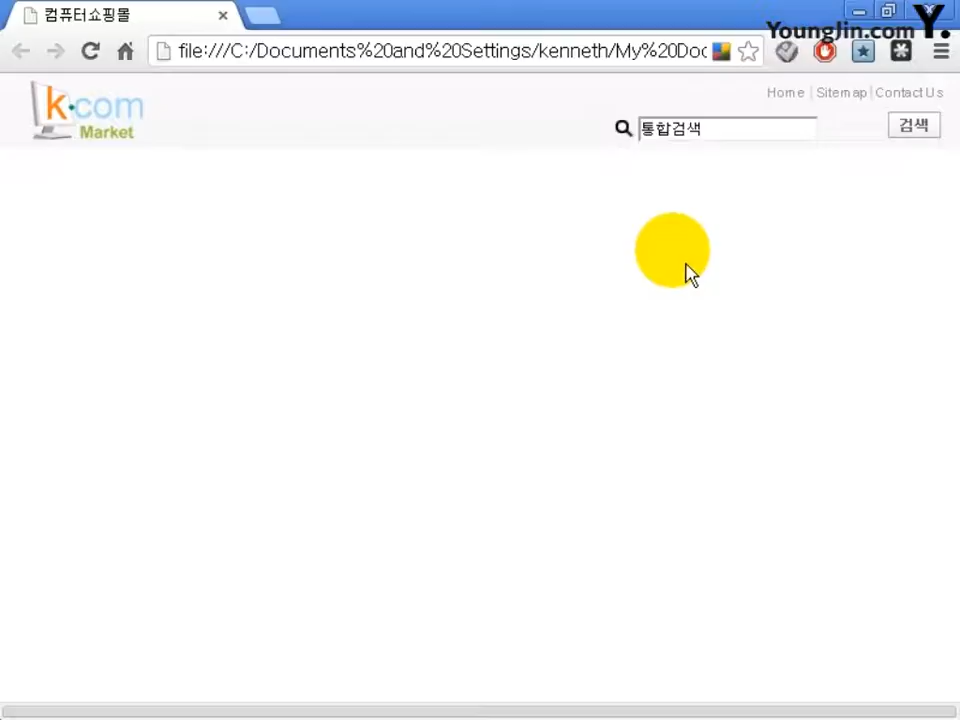 컴퓨터쇼핑몰
YoungJin.com Y.
file:///C:/Documents%20and%20Settings/kenneth/My%20Doc
k·com
Market
Home | Sitemap | Contact Us
통합검색
검색